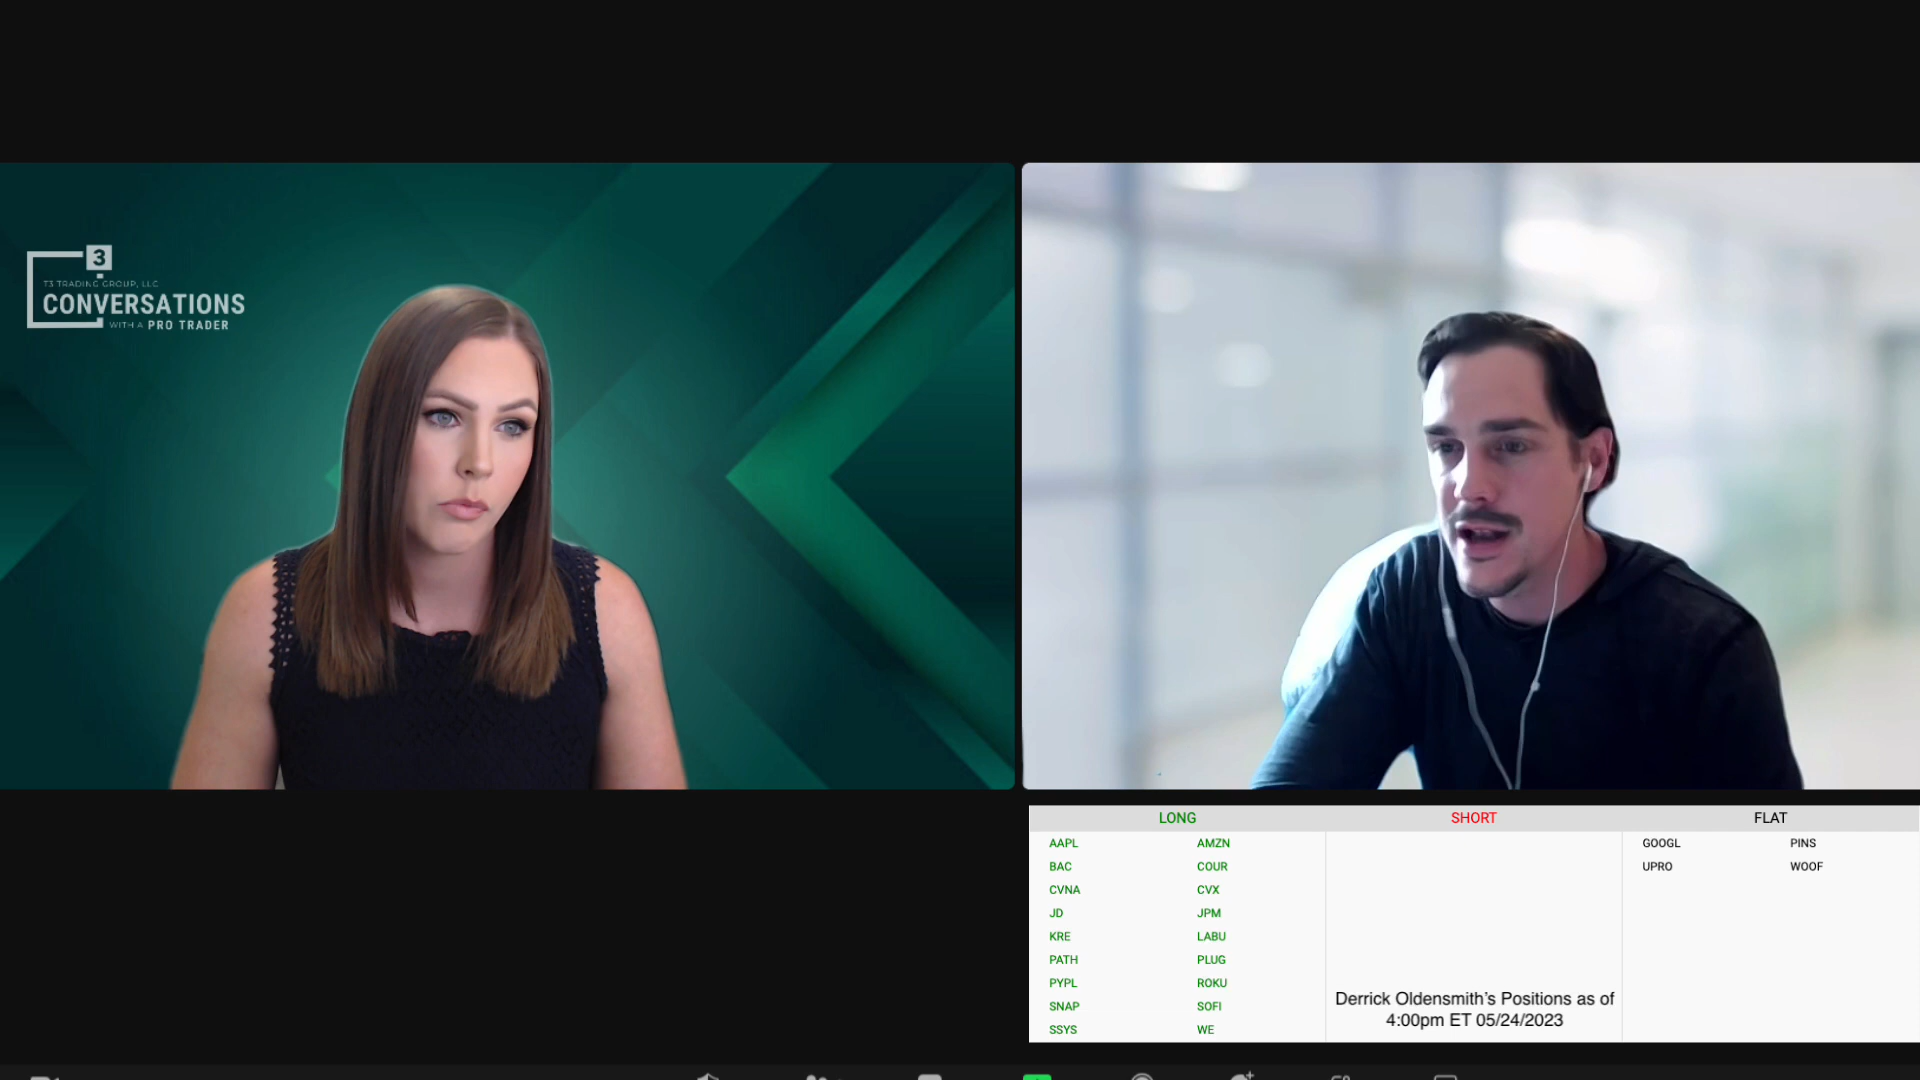 3
T3 TRADING GROUP, LLC
CONVERSATIONS
WITH A PRO TRADER
LONG SHORT FLAT
AAPL AMZN GOOGL PINS
BAC COUR UPRO WOOF
CVNA CVX
JD JPM
KRE LABU
PATH PLUG
PYPL ROKU
SNAP SOFI
SSYS WE
Derrick Oldensmith's Positions as of
4:00pm ET 05/24/2023